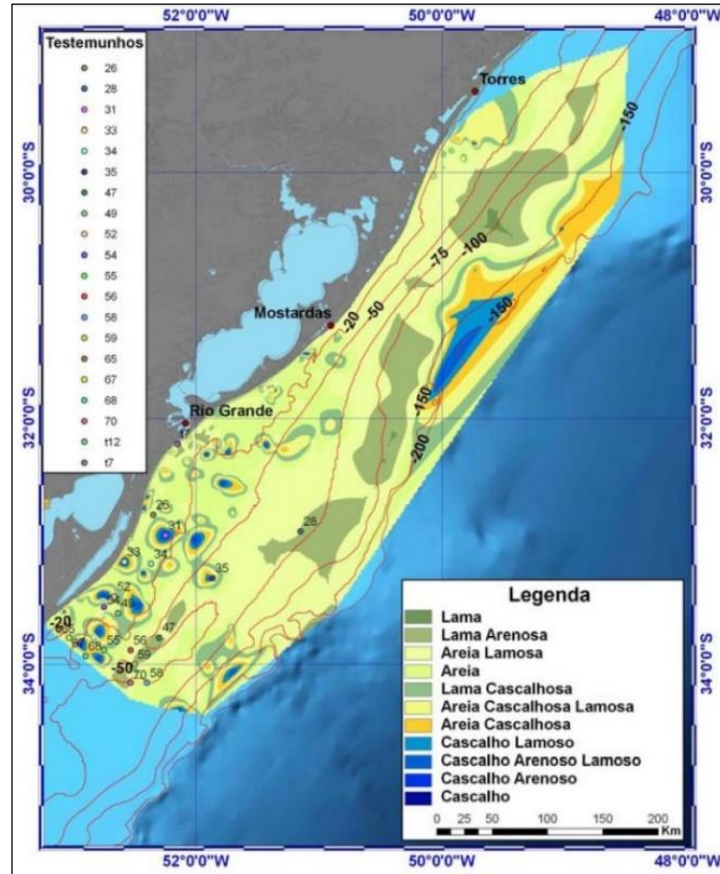 52°0'0"W
50°0'0"W
48°0'0"W
Testemunhos
26
28
31
33
34
35
47
49
52
54
55
56
58
59
65
67
68
70
t12
t7
Torres
-150
30°0'0"S
30°0'0"S
-100
-75
-50
-20
Mostardas
-150
-150
32°0'0"S
32°0'0"S
Rio Grande
-200
26
28
31
33
34
35
52
54
47
-20
55
56
68
59
-50
70
58
34°0'0"S
34°0'0"S
Legenda
Lama
Lama Arenosa
Areia Lamosa
Areia
Lama Cascalhosa
Areia Cascalhosa Lamosa
Areia Cascalhosa
Cascalho Lamoso
Cascalho Arenoso Lamoso
Cascalho Arenoso
Cascalho
0 25 50 100 150 200
Km
52°0'0"W
50°0'0"W
48°0'0"W